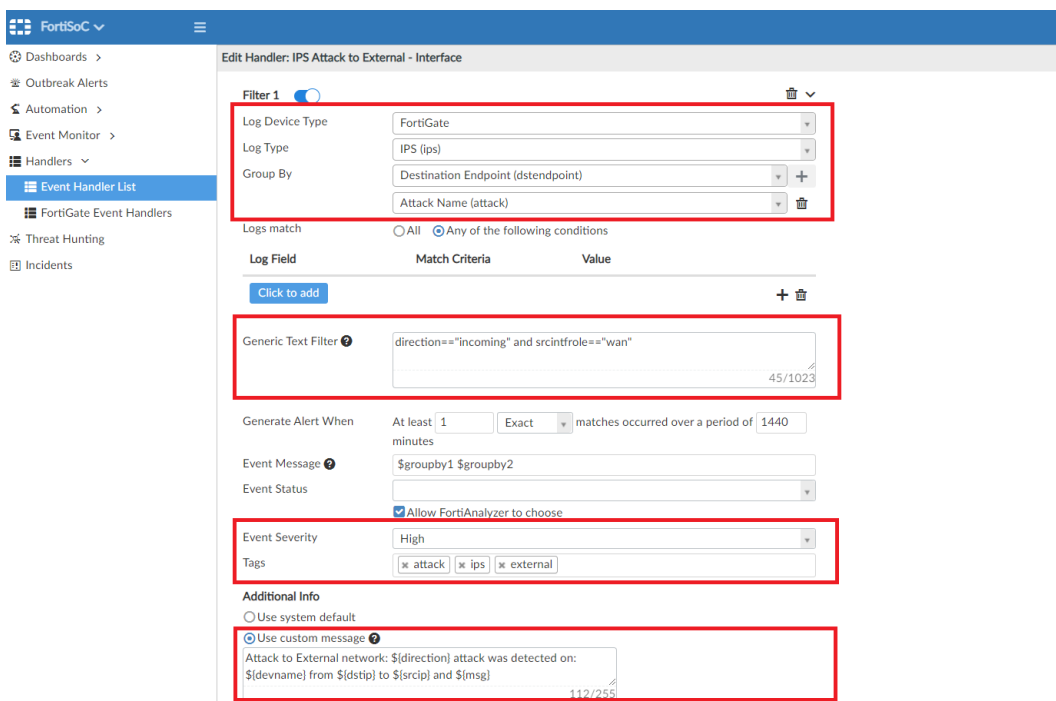 FortiSoC
Dashboards
Outbreak Alerts
Automation
Event Monitor
Handlers
Event Handler List
FortiGate Event Handlers
Threat Hunting
Incidents
Edit Handler: IPS Attack to External - Interface
Filter 1
Log Device Type FortiGate
Log Type IPS (ips)
Group By Destination Endpoint (dstendpoint)
Attack Name (attack)
Logs match All Any of the following conditions
Log Field Match Criteria Value
Click to add
Generic Text Filter direction=="incoming" and srcintfrole=="wan"
45/1023
Generate Alert When At least 1 Exact matches occurred over a period of 1440
minutes
Event Message $groupby1 $groupby2
Event Status
Allow FortiAnalyzer to choose
Event Severity High
Tags attack ips external
Additional Info
Use system default
Use custom message
Attack to External network: ${direction} attack was detected on:
${devname} from ${dstip} to ${srcip} and ${msg}
112/255